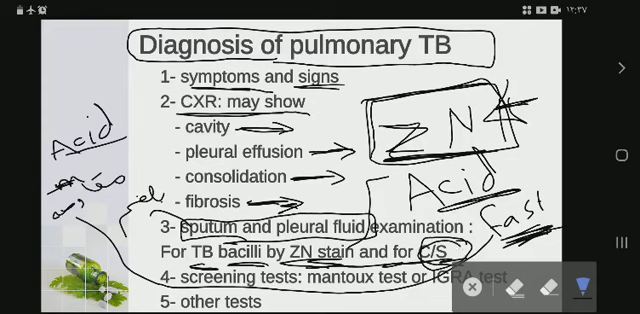 ١٢:٣٧
Diagnosis of pulmonary TB
1- symptoms and signs
2- CXR: may show
- cavity
- pleural effusion
- consolidation
- fibrosis
3- sputum and pleural fluid examination :
For TB bacilli by ZN stain and for C/S
4- screening tests: mantoux test or IGRA test
5- other tests
ZN
Acid
Fast
Acid